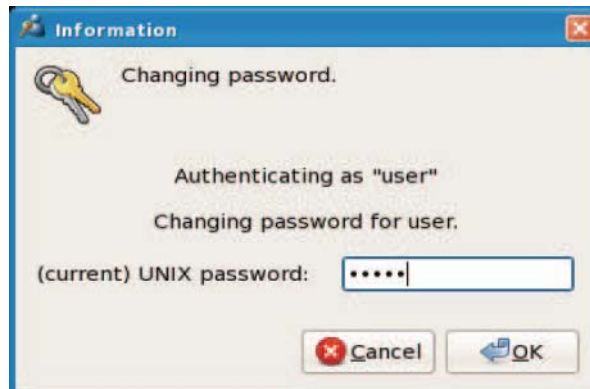 Information
Changing password.
Authenticating as "user"
Changing password for user.
(current) UNIX password: •••••
Cancel
OK